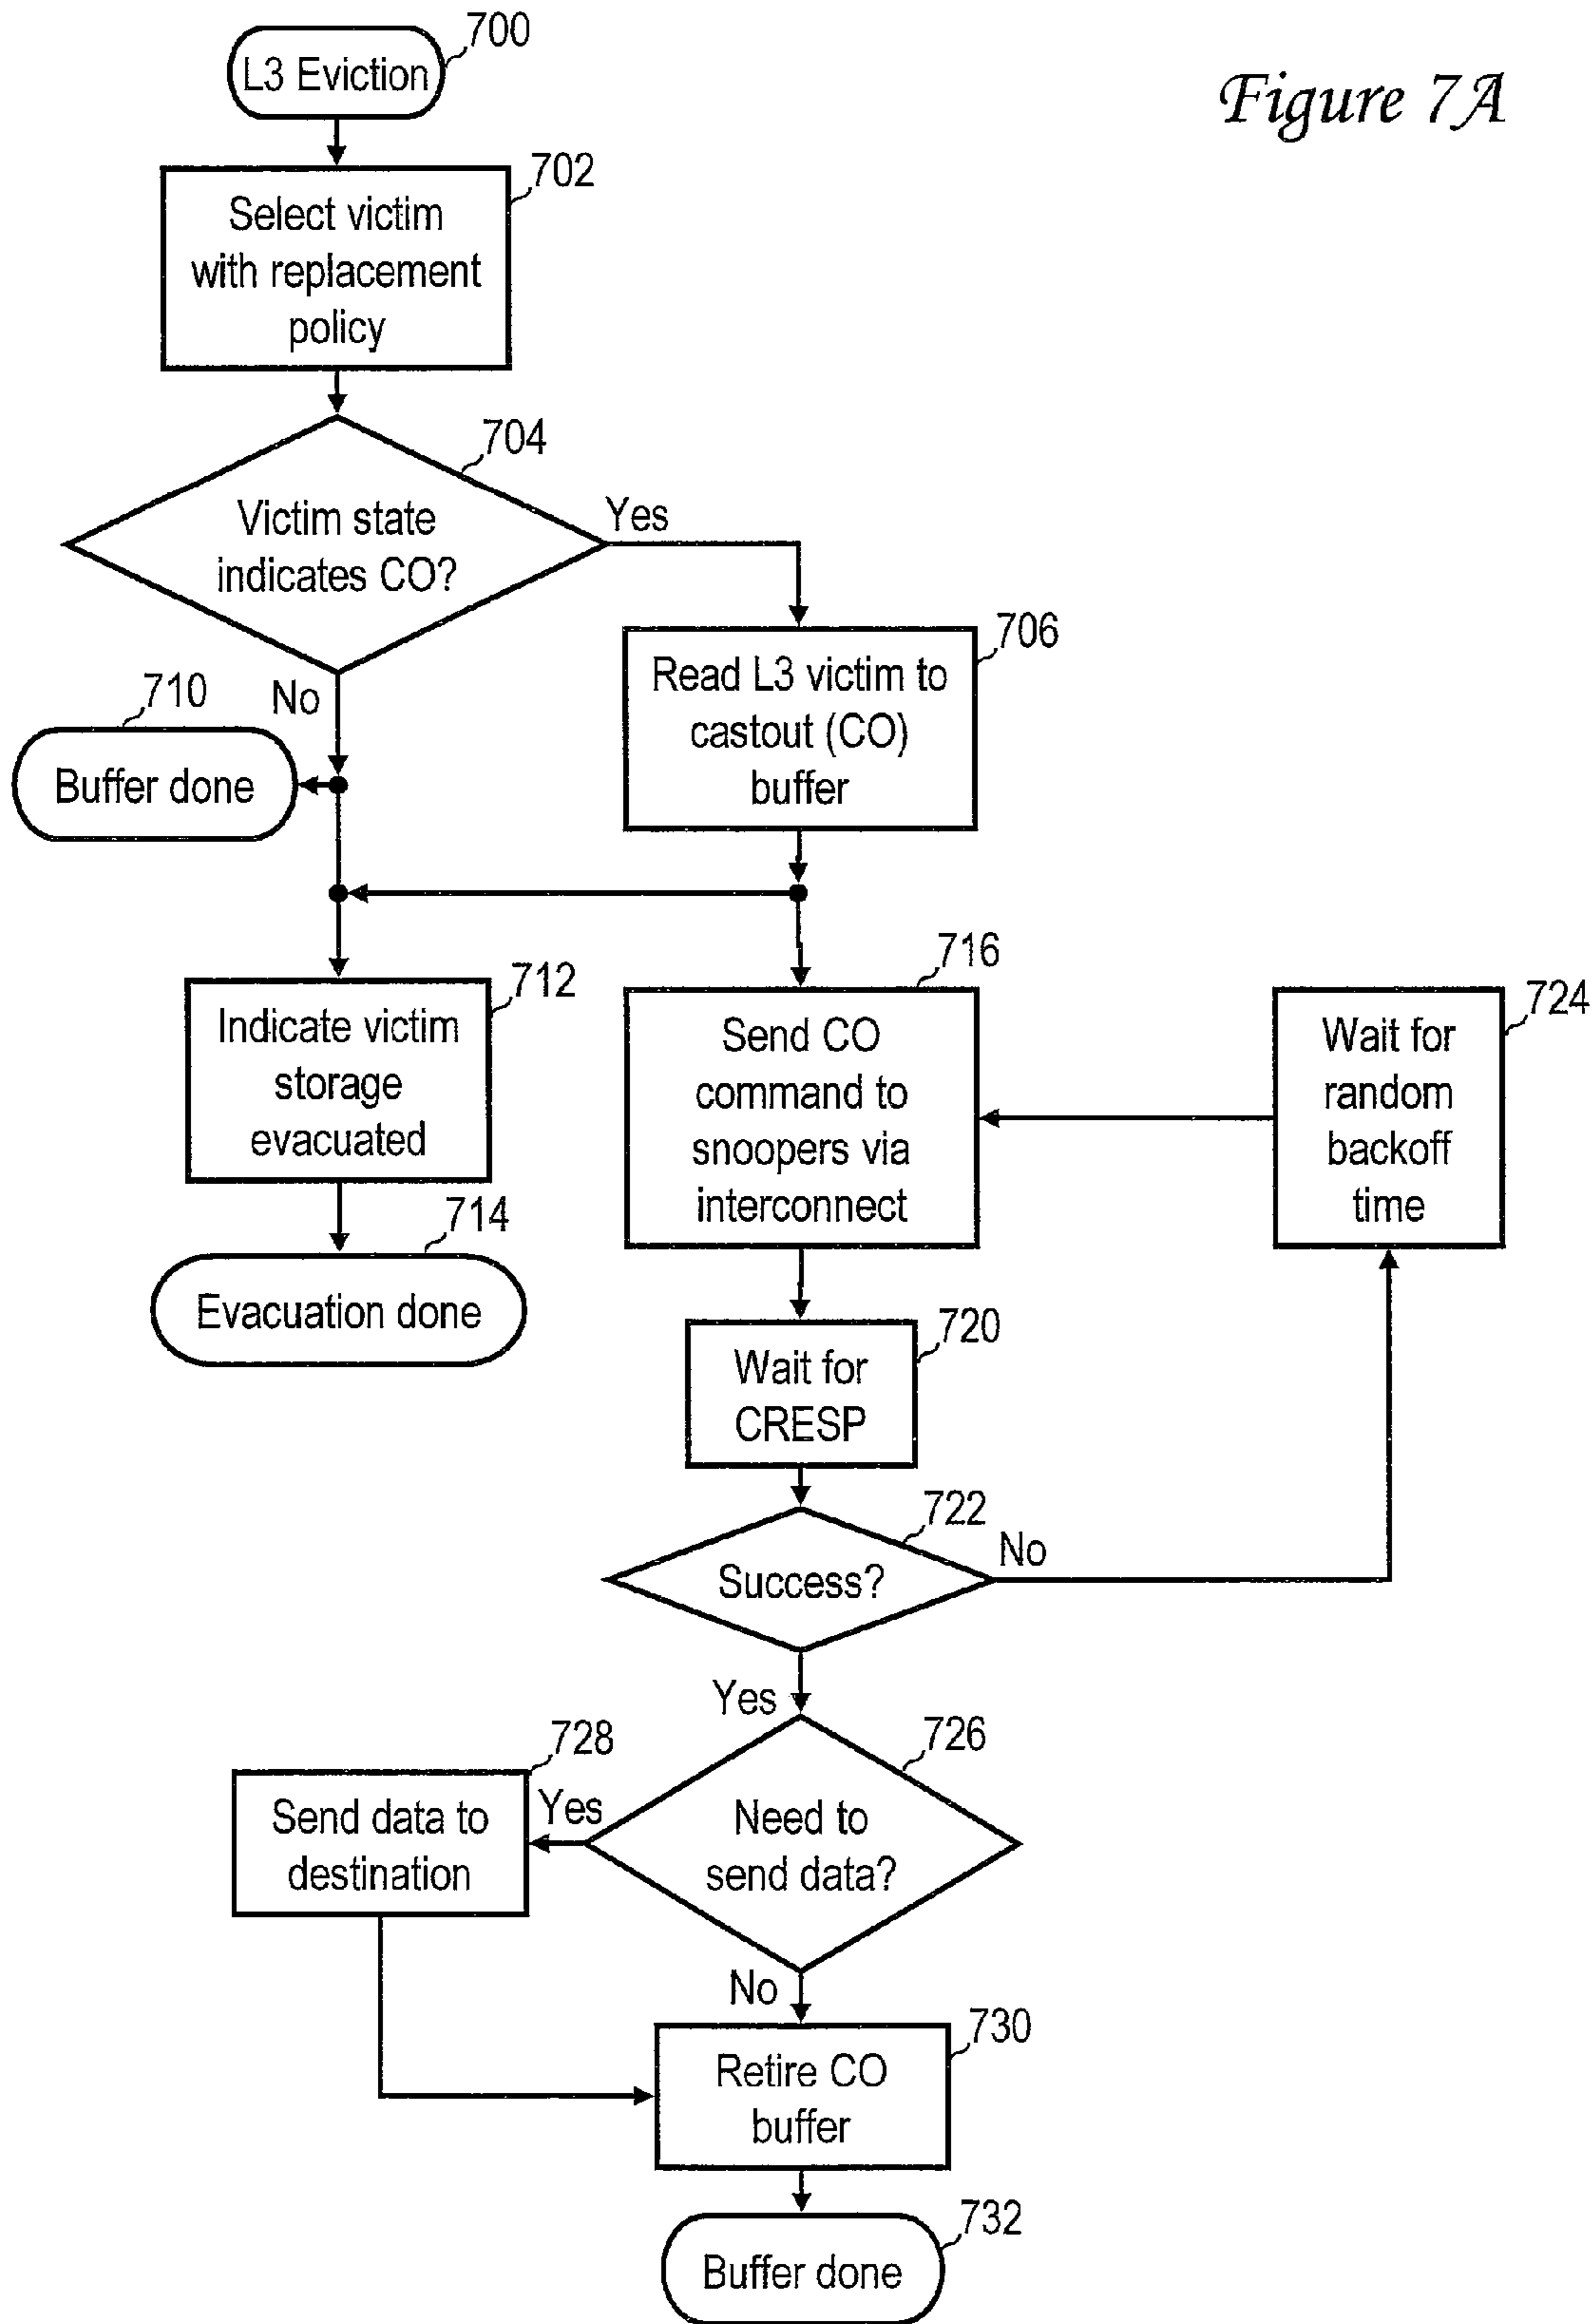 Figure 7A
700
L3 Eviction
702
Select victim
with replacement
policy
704
Victim state
indicates CO?
Yes
No
706
Read L3 victim to
castout (CO)
buffer
710
Buffer done
712
Indicate victim
storage
evacuated
714
Evacuation done
716
Send CO
command to
snoopers via
interconnect
724
Wait for
random
backoff
time
720
Wait for
CRESP
722
Success?
No
Yes
726
Need to
send data?
Yes
728
Send data to
destination
No
730
Retire CO
buffer
732
Buffer done